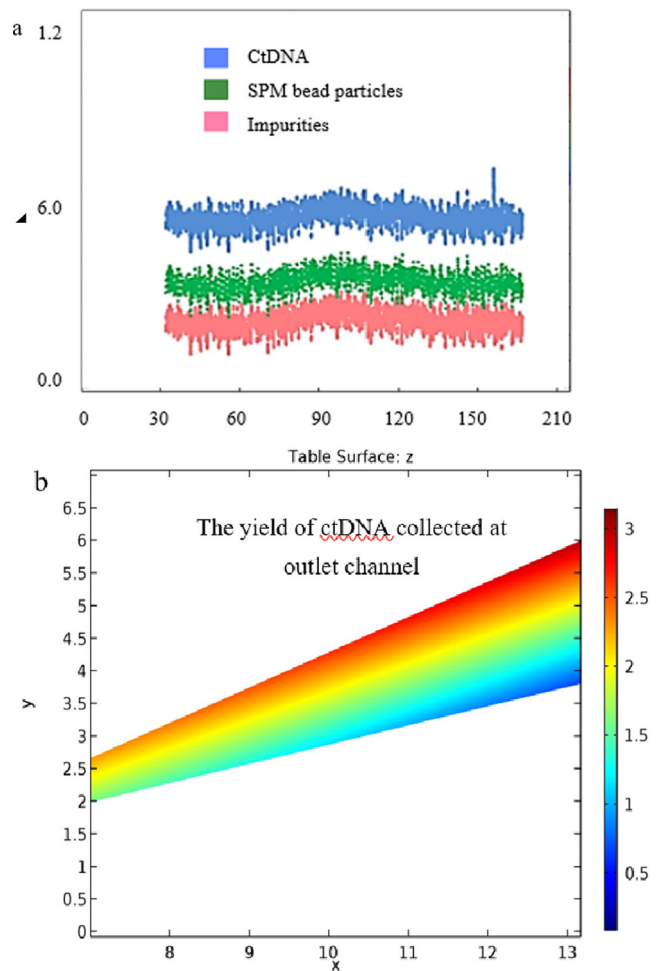 a
1.2
CtDNA
SPM bead particles
Impurities
6.0
0.0
0 30 60 90 120 150 180 210
Table Surface: z
b
The yield of ctDNA collected at
outlet channel
6.5
6
5.5
5
4.5
4
3.5
3
2.5
2
1.5
1
0.5
0
y
8 9 10 11 12 13
x
3
2.5
2
1.5
1
0.5